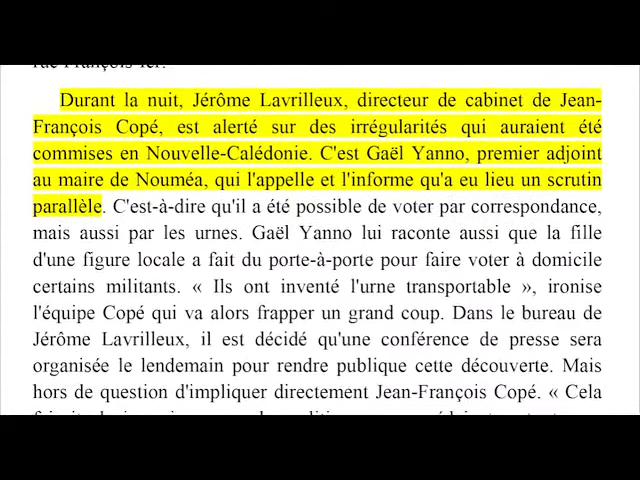 rue François-Ier.
Durant la nuit, Jérôme Lavrilleux, directeur de cabinet de Jean-
François Copé, est alerté sur des irrégularités qui auraient été
commises en Nouvelle-Calédonie. C'est Gaël Yanno, premier adjoint
au maire de Nouméa, qui l'appelle et l'informe qu'a eu lieu un scrutin
parallèle. C'est-à-dire qu'il a été possible de voter par correspondance,
mais aussi par les urnes. Gaël Yanno lui raconte aussi que la fille
d'une figure locale a fait du porte-à-porte pour faire voter à domicile
certains militants. « Ils ont inventé l'urne transportable », ironise
l'équipe Copé qui va alors frapper un grand coup. Dans le bureau de
Jérôme Lavrilleux, il est décidé qu'une conférence de presse sera
organisée le lendemain pour rendre publique cette découverte. Mais
hors de question d'impliquer directement Jean-François Copé. « Cela